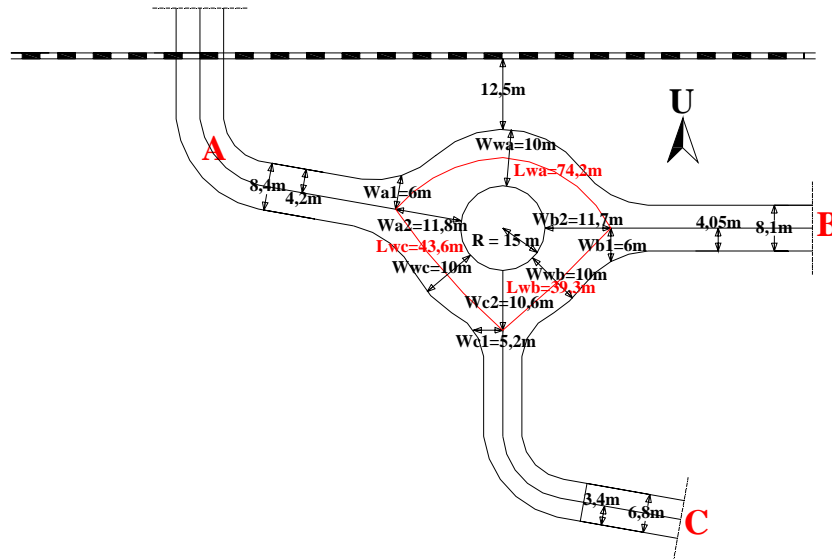 12,5m
U
A
Wwa=10m
Lwa=74,2m
8,4m
4,2m
Wa1=6m
Wa2=11,8m
Wb2=11,7m
4,05m
8,1m
B
R = 15 m
Lwc=43,6m
Wb1=6m
Wwc=10m
Wwb=10m
Lwb=39,3m
Wc2=10,6m
Wc1=5,2m
3,4m
6,8m
C